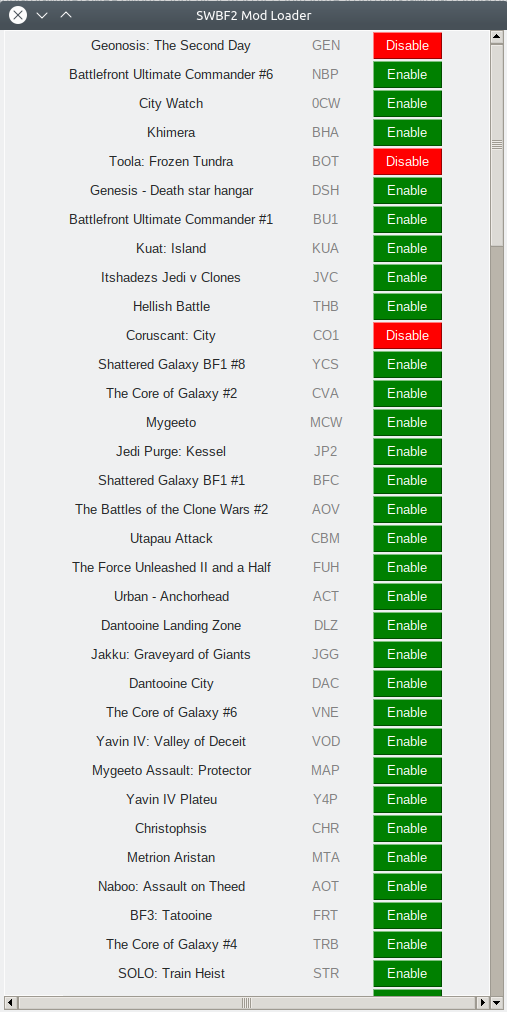 SWBF2 Mod Loader
Geonosis: The Second Day GEN Disable
Battlefront Ultimate Commander #6 NBP Enable
City Watch 0CW Enable
Khimera BHA Enable
Toola: Frozen Tundra BOT Disable
Genesis - Death star hangar DSH Enable
Battlefront Ultimate Commander #1 BU1 Enable
Kuat: Island KUA Enable
Itshadezs Jedi v Clones JVC Enable
Hellish Battle THB Enable
Coruscant: City CO1 Disable
Shattered Galaxy BF1 #8 YCS Enable
The Core of Galaxy #2 CVA Enable
Mygeeto MCW Enable
Jedi Purge: Kessel JP2 Enable
Shattered Galaxy BF1 #1 BFC Enable
The Battles of the Clone Wars #2 AOV Enable
Utapau Attack CBM Enable
The Force Unleashed II and a Half FUH Enable
Urban - Anchorhead ACT Enable
Dantooine Landing Zone DLZ Enable
Jakku: Graveyard of Giants JGG Enable
Dantooine City DAC Enable
The Core of Galaxy #6 VNE Enable
Yavin IV: Valley of Deceit VOD Enable
Mygeeto Assault: Protector MAP Enable
Yavin IV Plateu Y4P Enable
Christophsis CHR Enable
Metrion Aristan MTA Enable
Naboo: Assault on Theed AOT Enable
BF3: Tatooine FRT Enable
The Core of Galaxy #4 TRB Enable
SOLO: Train Heist STR Enable